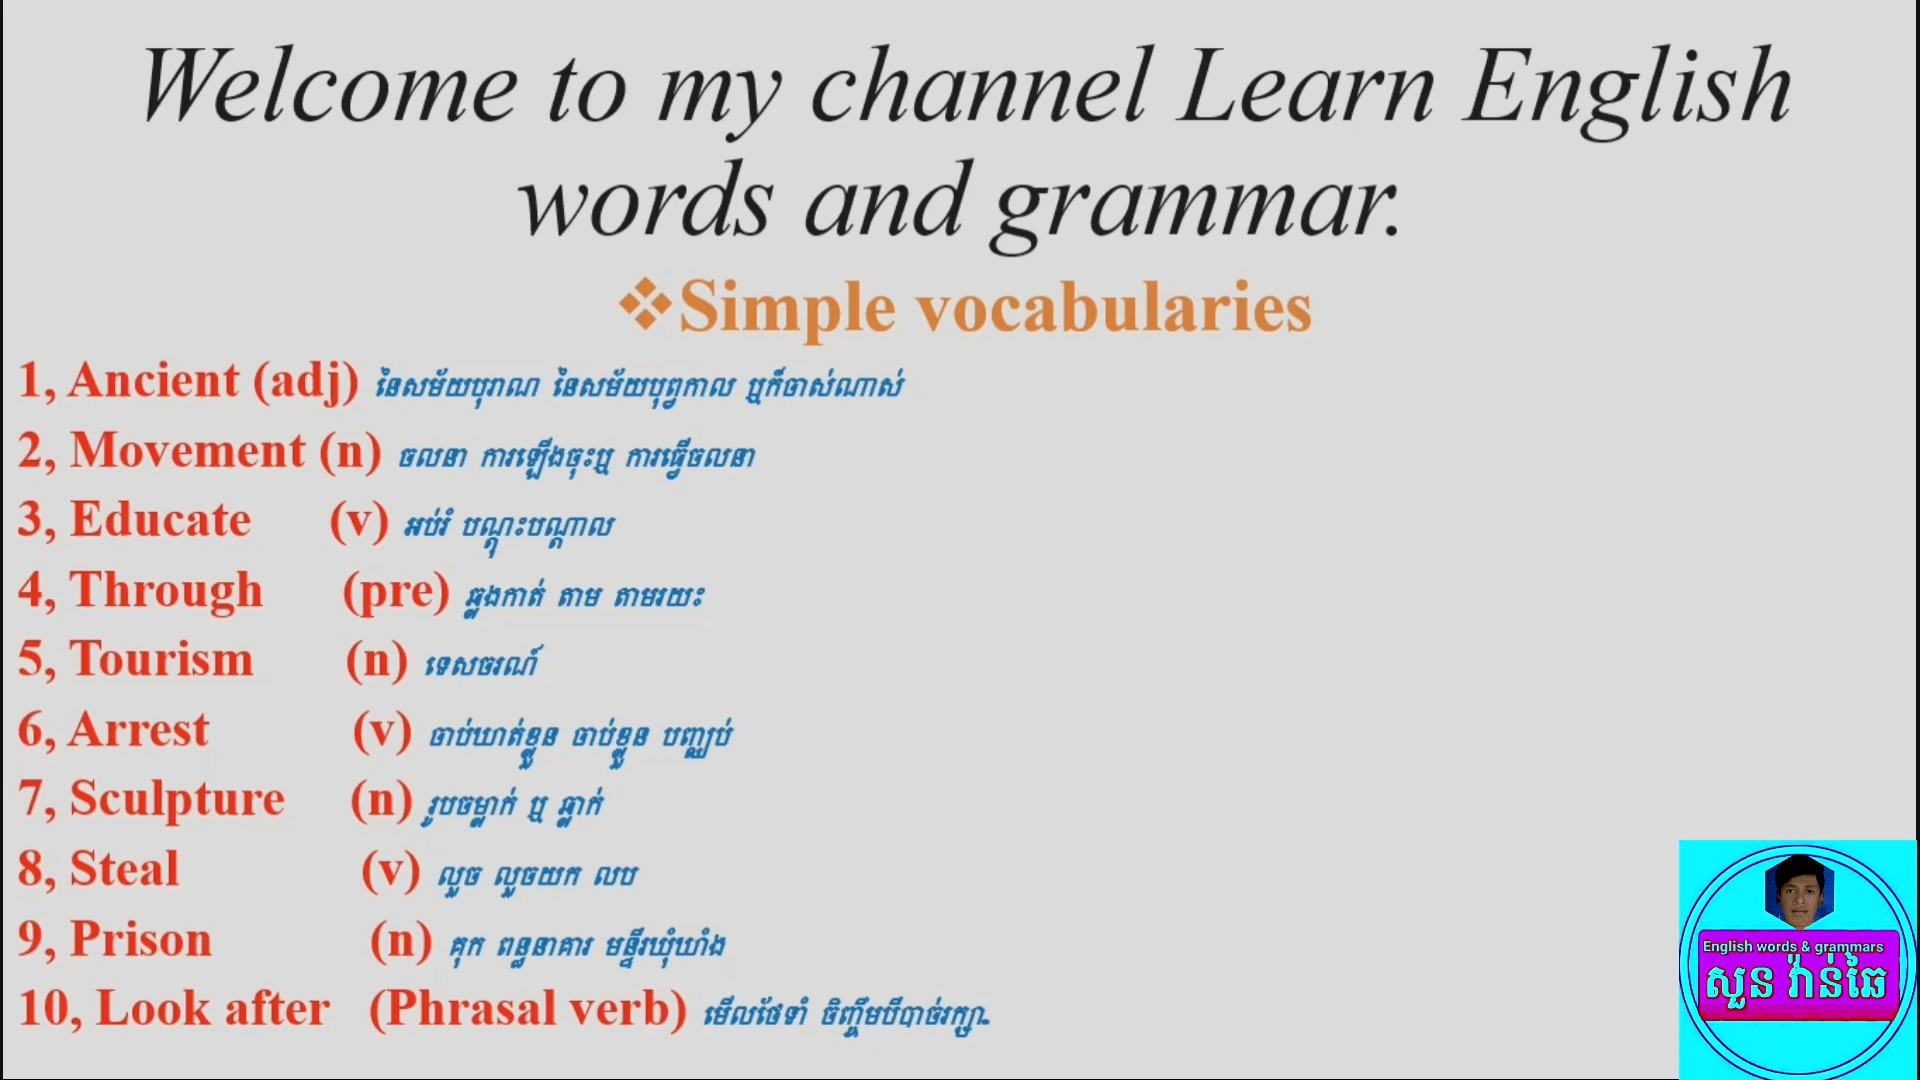 Welcome to my channel Learn English
words and grammar.
❖Simple vocabularies
1, Ancient (adj) នៃសម័យបុរាណ នៃសម័យបុព្វកាល ឬក៏ចាស់ណាស់
2, Movement (n) ចលនា ការឡើងចុះឬ ការធ្វើចលនា
3, Educate (v) អប់រំ បណ្តុះបណ្តាល
4, Through (pre) ឆ្លងកាត់ តាម តាមរយះ
5, Tourism (n) ទេសចរណ៍
6, Arrest (v) ចាប់ឃាត់ខ្លួន ចាប់ខ្លួន បញ្ឈប់
7, Sculpture (n) រូបចម្លាក់ ឬ ឆ្លាក់
8, Steal (v) លួច លួចយក លប
9, Prison (n) គុក ពន្ធនាគារ មន្ទីរឃុំឃាំង
10, Look after (Phrasal verb) មើលថែទាំ ចិញ្ចឹមបីបាច់រក្សា.
English words & grammars
សួន វ៉ាន់ឆៃ